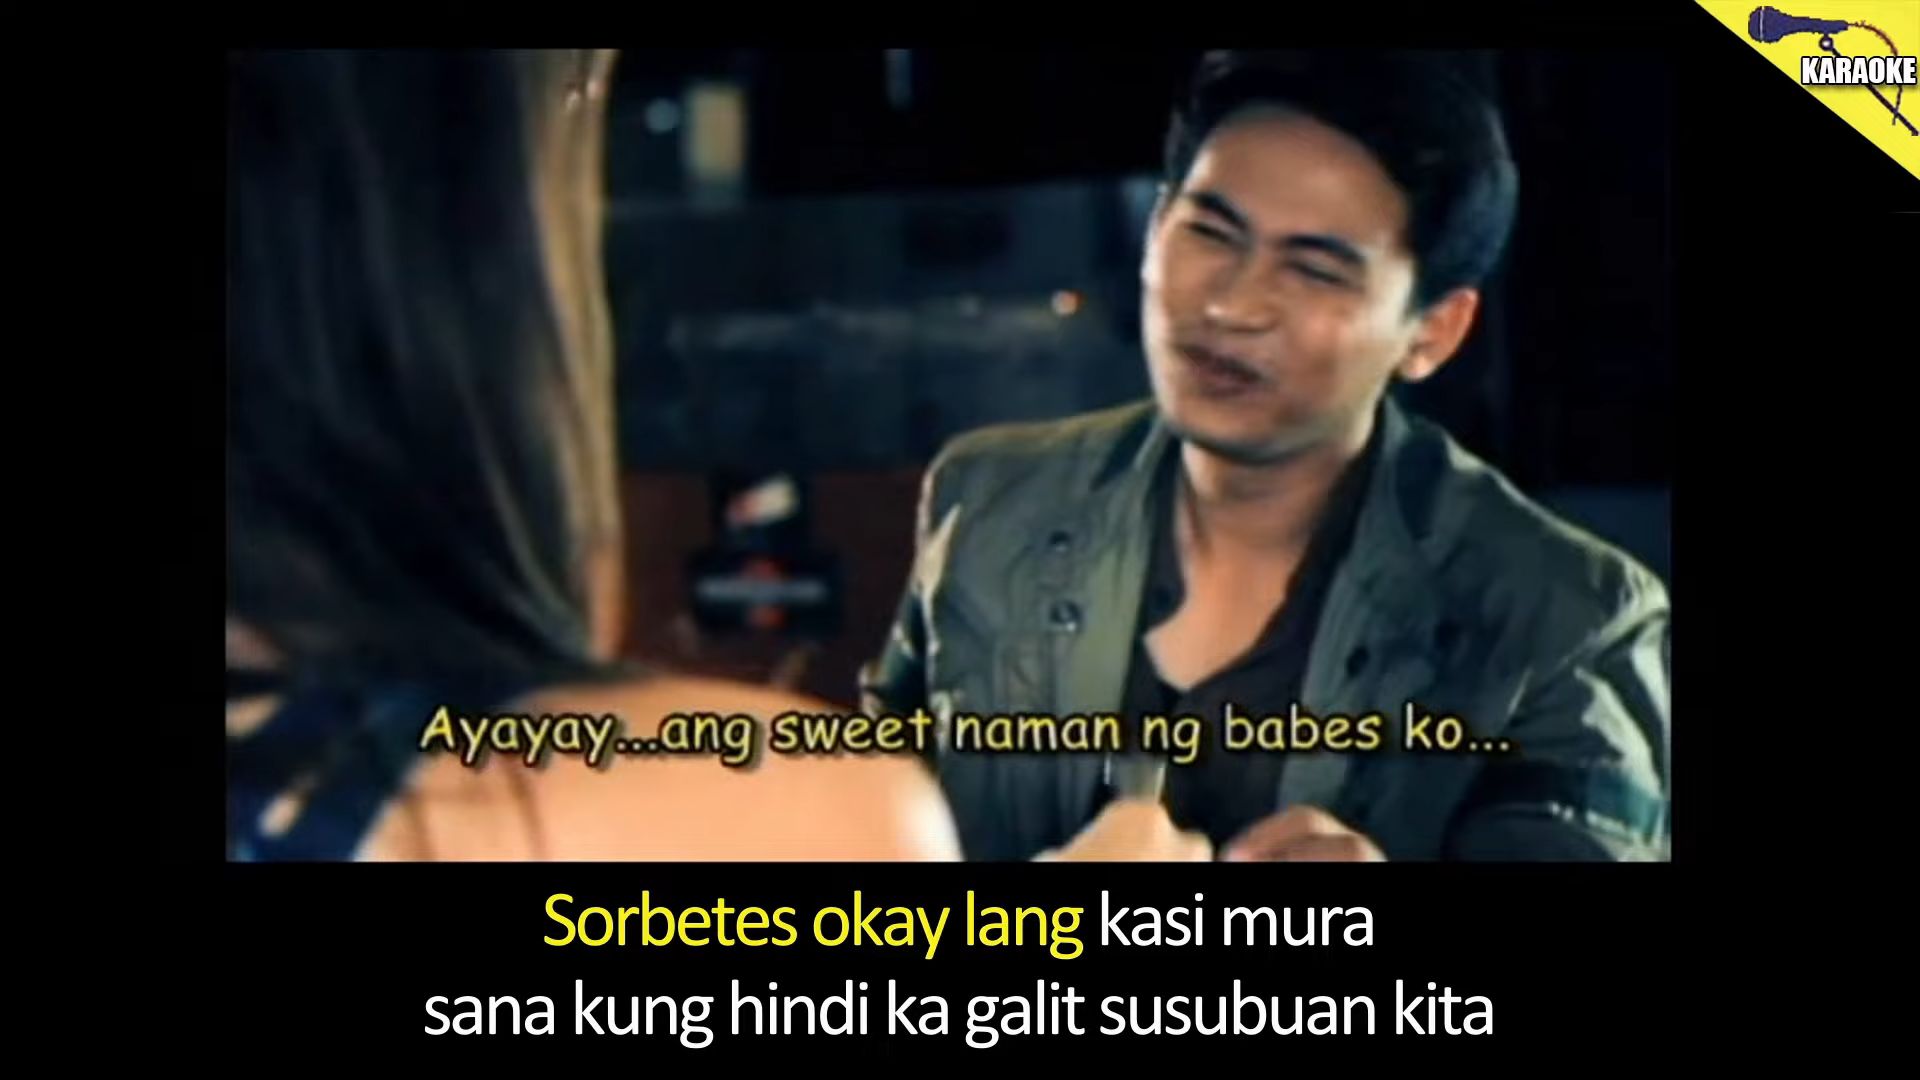 KARAOKE
Ayayay...ang sweet naman ng babes ko...
Sorbetes okay lang kasi mura
sana kung hindi ka galit susubuan kita